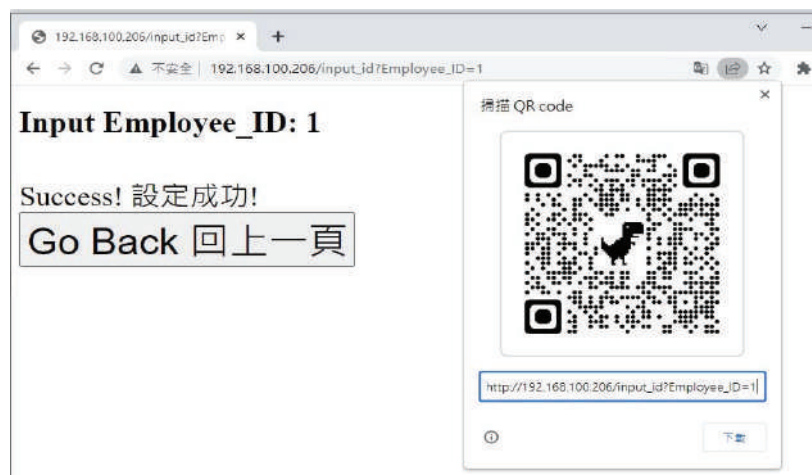 192.168.100.206/input_id?Emp
不安全 | 192.168.100.206/input_id?Employee_ID=1
Input Employee_ID: 1
Success! 設定成功!
Go Back 回上一頁
掃描 QR code
http://192.168.100.206/input_id?Employee_ID=1
下載